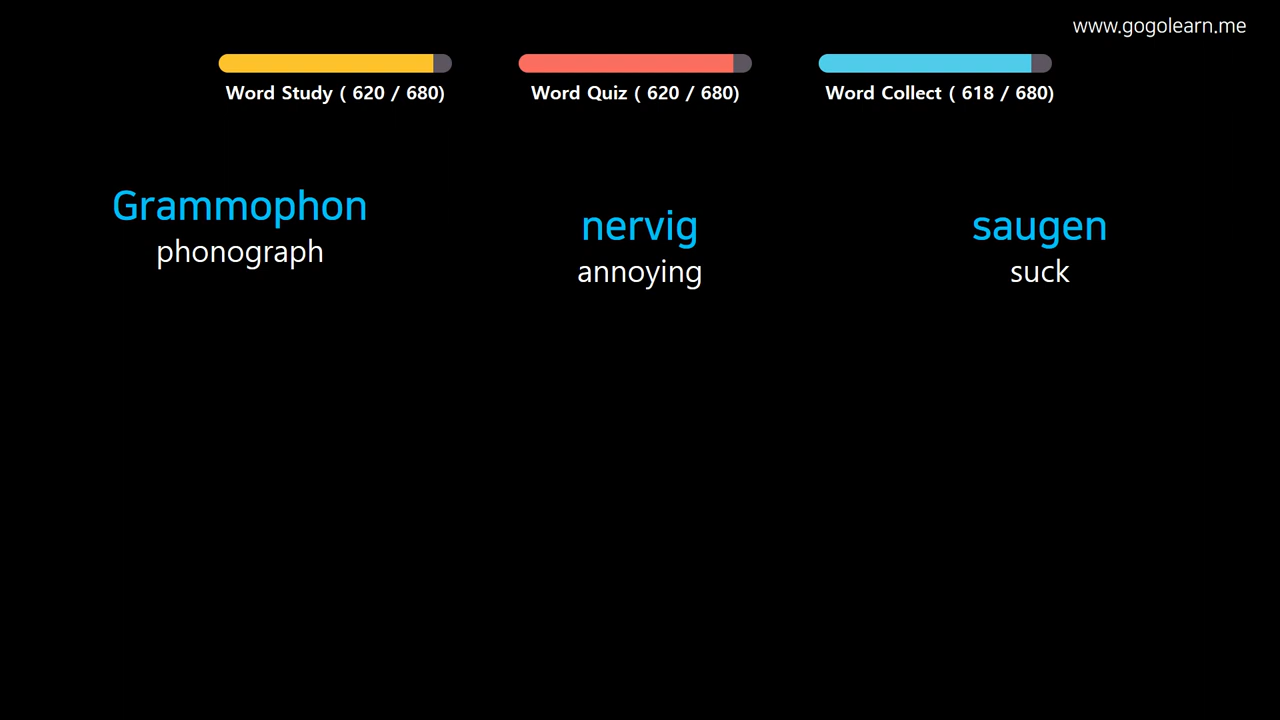 www.gogolearn.me
Word Study ( 620 / 680)
Word Quiz ( 620 / 680)
Word Collect ( 618 / 680)
Grammophon
phonograph
nervig
annoying
saugen
suck